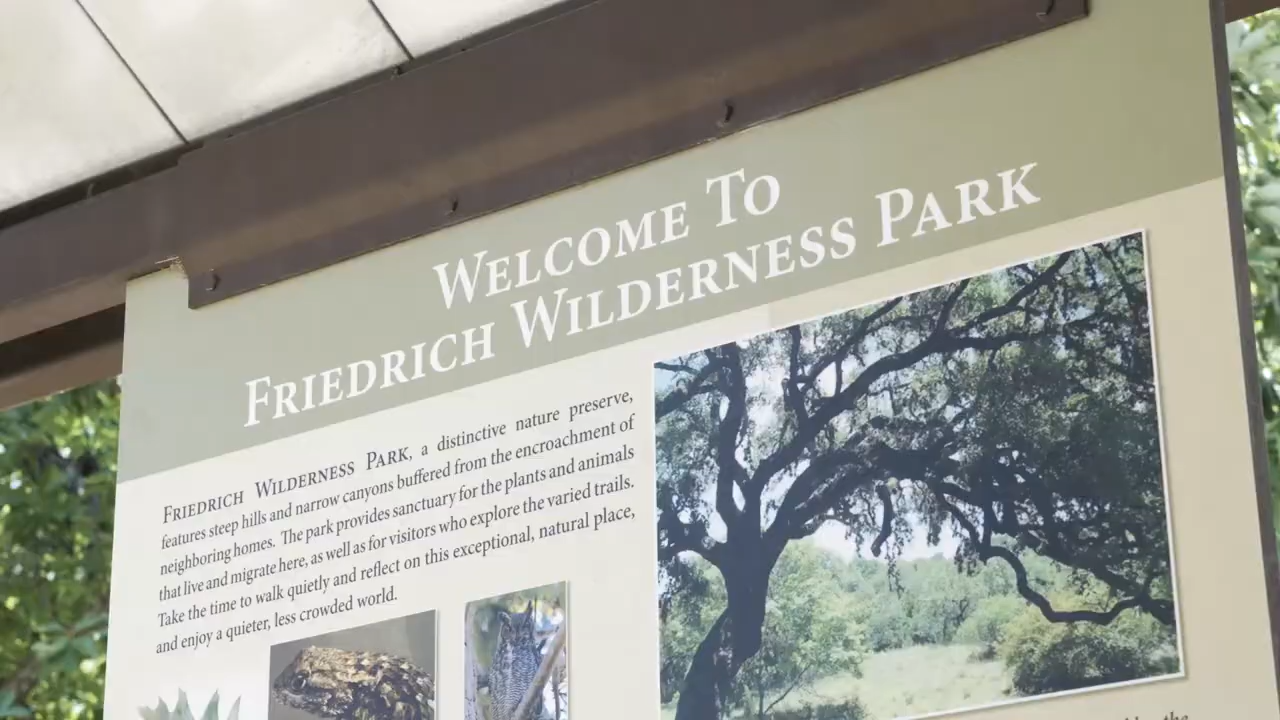 WELCOME TO
FRIEDRICH WILDERNESS PARK
FRIEDRICH WILDERNESS PARK, a distinctive nature preserve,
features steep hills and narrow canyons buffered from the encroachment of
neighboring homes. The park provides sanctuary for the plants and animals
that live and migrate here, as well as for visitors who explore the varied trails.
Take the time to walk quietly and reflect on this exceptional, natural place,
and enjoy a quieter, less crowded world.
the